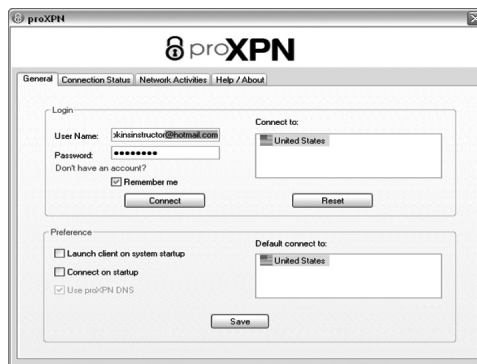 proXPN
proXPN
General Connection Status Network Activities Help / About
Login
User Name: okinsinstructor@hotmail.com
Connect to:
United States
Password: ●●●●●●●●
Don't have an account?
Remember me
Connect Reset
Preference
Launch client on system startup
Default connect to:
United States
Connect on startup
Use proXPN DNS
Save